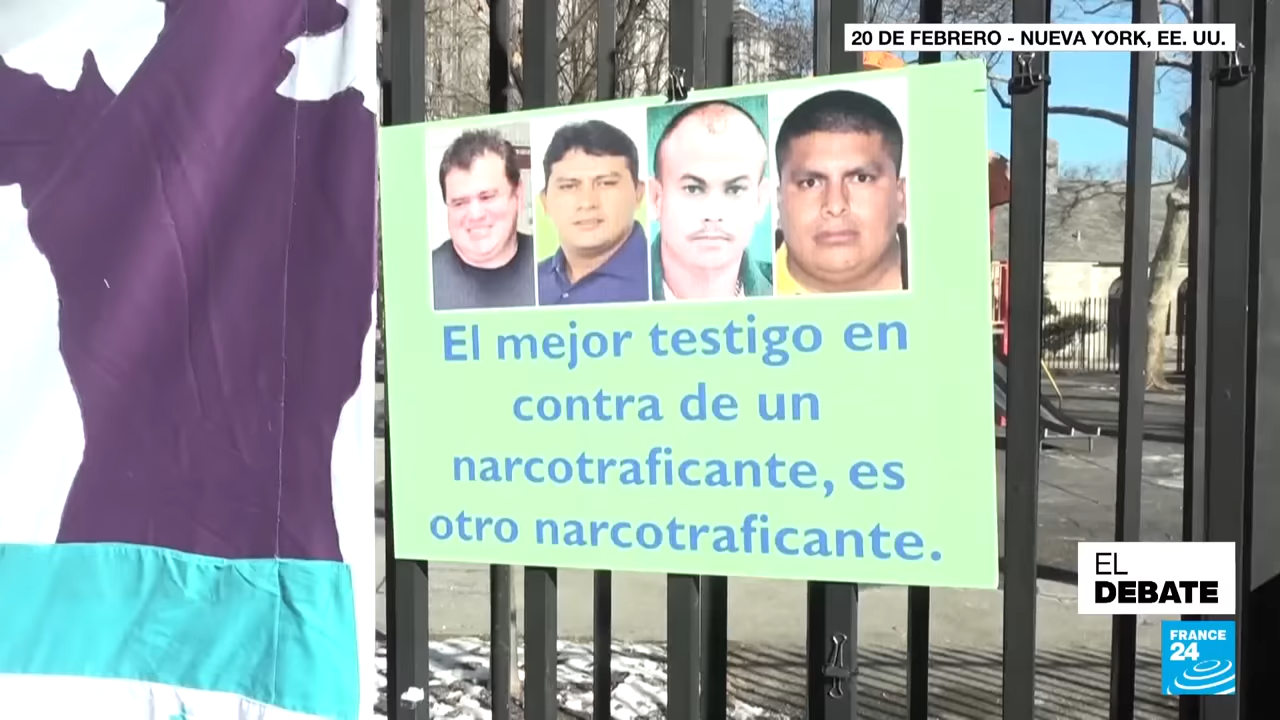 20 DE FEBRERO - NUEVA YORK, EE. UU.
El mejor testigo en
contra de un
narcotraficante, es
otro narcotraficante.
EL
DEBATE
FRANCE
24